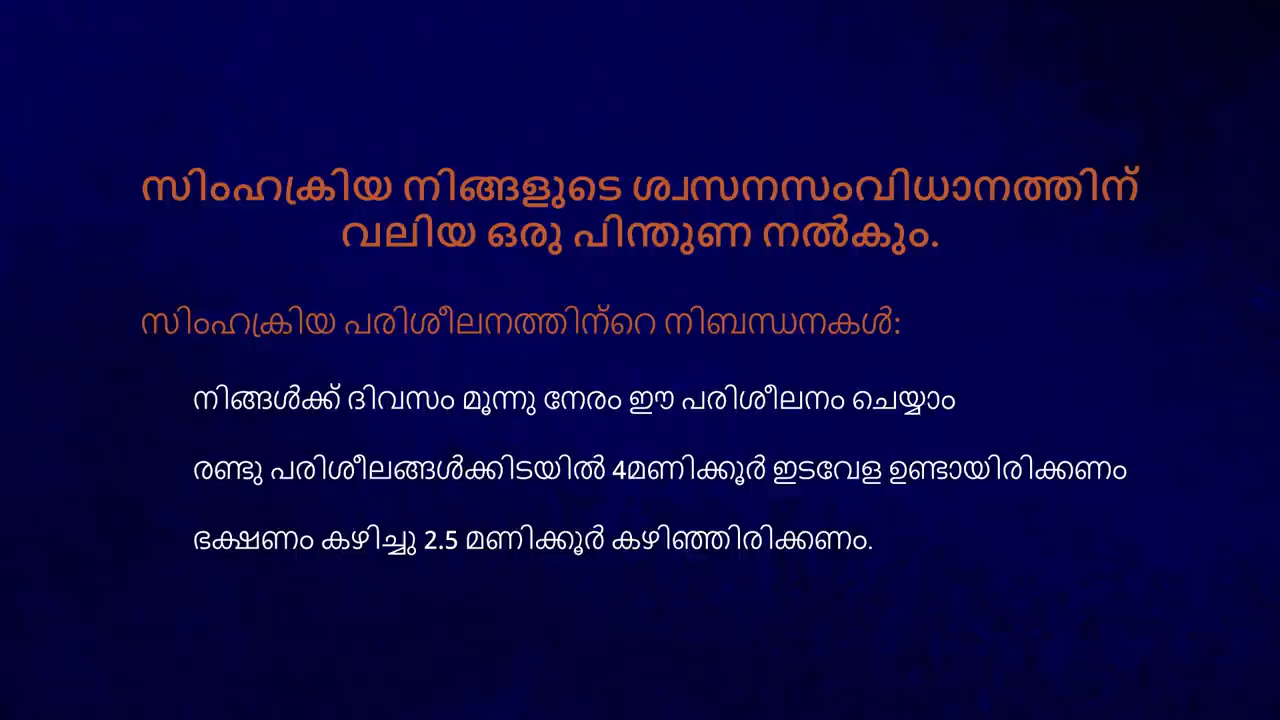 സിംഹക്രിയ നിങ്ങളുടെ ശ്വസനസംവിധാനത്തിന്
വലിയ ഒരു പിന്തുണ നൽകും.
സിംഹക്രിയ പരിശീലനത്തിൻറെ നിബന്ധനകൾ:
നിങ്ങൾക്ക് ദിവസം മൂന്നു നേരം ഈ പരിശീലനം ചെയ്യാം
രണ്ടു പരിശീലങ്ങൾക്കിടയിൽ 4മണിക്കൂർ ഇടവേള ഉണ്ടായിരിക്കണം
ഭക്ഷണം കഴിച്ചു 2.5 മണിക്കൂർ കഴിഞ്ഞിരിക്കണം.